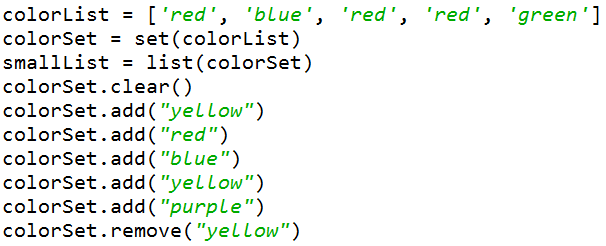 colorList = ['red', 'blue', 'red', 'red', 'green']
colorSet = set(colorList)
smallList = list(colorSet)
colorSet.clear()
colorSet.add("yellow")
colorSet.add("red")
colorSet.add("blue")
colorSet.add("yellow")
colorSet.add("purple")
colorSet.remove("yellow")